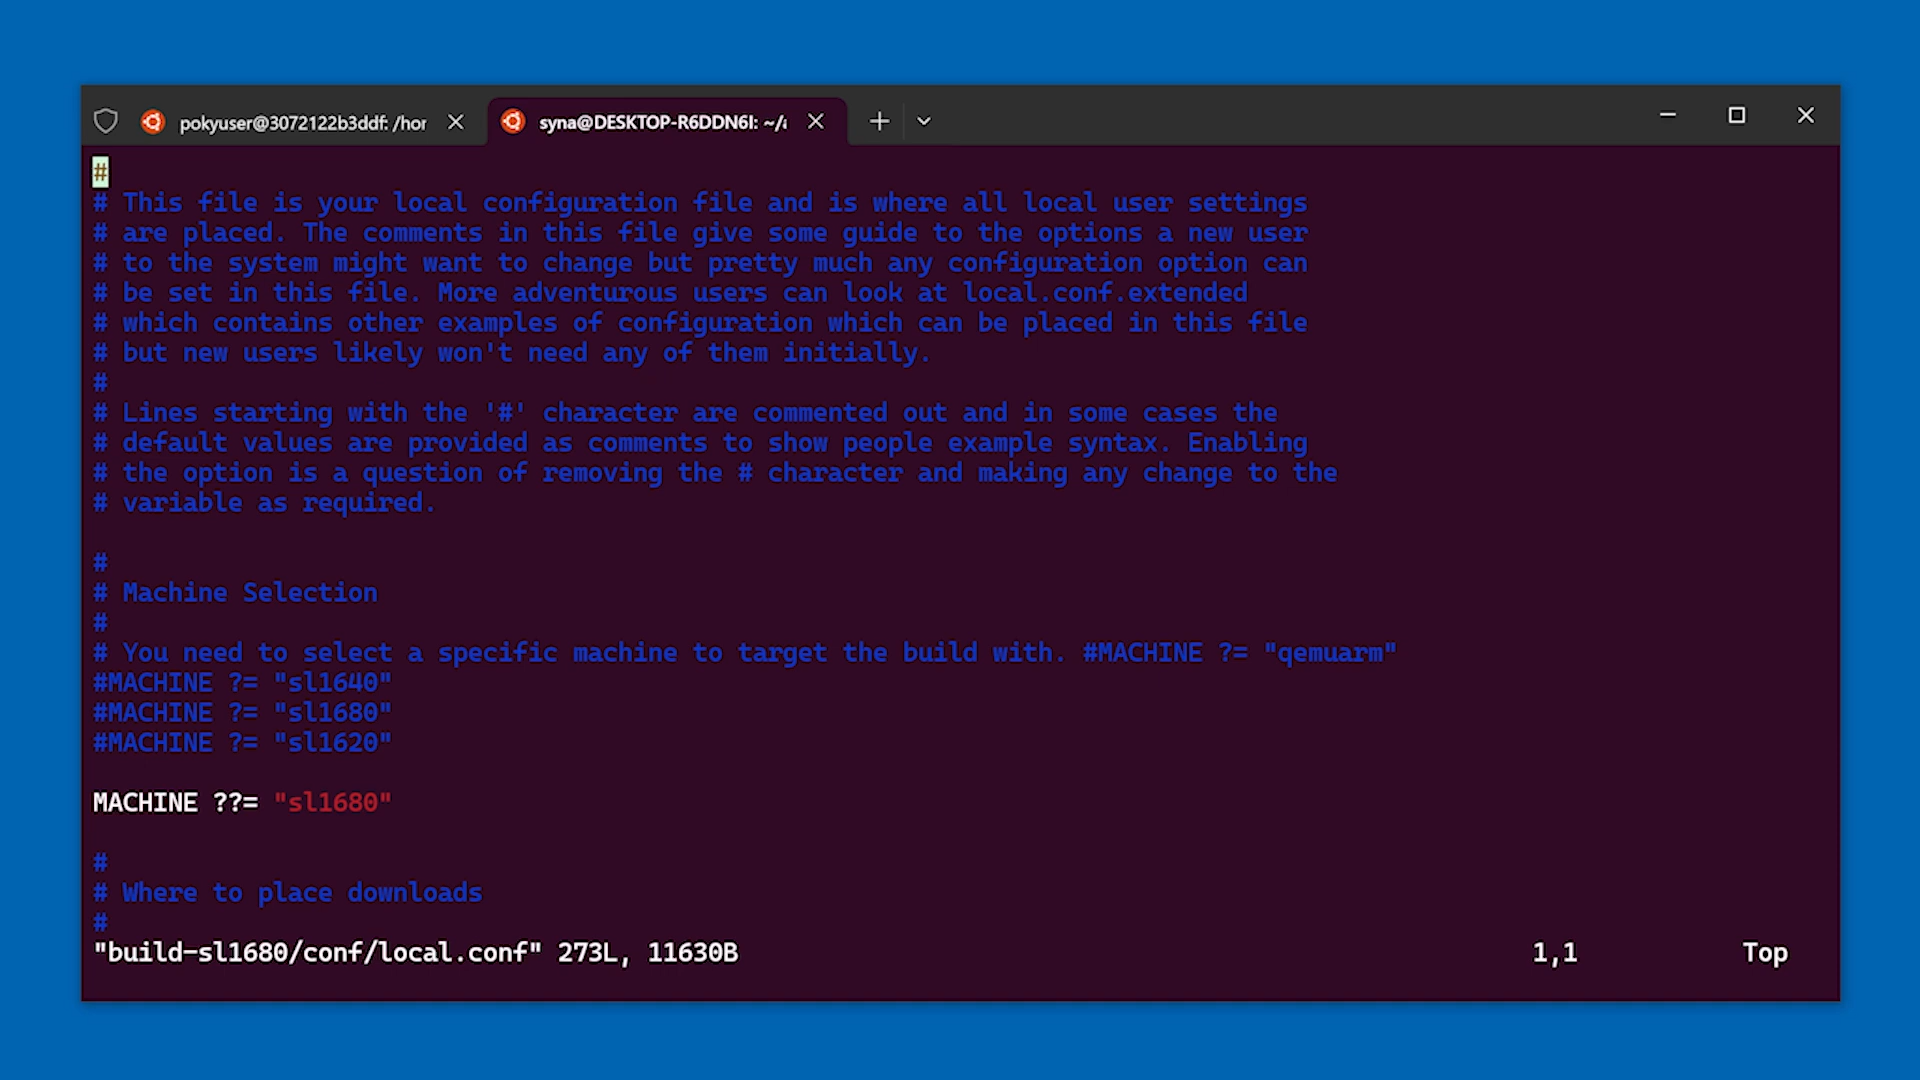 pokyuser@3072122b3ddf: /hor
syna@DESKTOP-R6DDN6I: ~/
#
# This file is your local configuration file and is where all local user settings
# are placed. The comments in this file give some guide to the options a new user
# to the system might want to change but pretty much any configuration option can
# be set in this file. More adventurous users can look at local.conf.extended
# which contains other examples of configuration which can be placed in this file
# but new users likely won't need any of them initially.
#
# Lines starting with the '#' character are commented out and in some cases the
# default values are provided as comments to show people example syntax. Enabling
# the option is a question of removing the # character and making any change to the
# variable as required.
#
# Machine Selection
#
# You need to select a specific machine to target the build with. #MACHINE ?= "qemuarm"
#MACHINE ?= "sl1640"
#MACHINE ?= "sl1680"
#MACHINE ?= "sl1620"
MACHINE ??= "sl1680"
#
# Where to place downloads
#
"build-sl1680/conf/local.conf" 273L, 11630B 1,1 Top